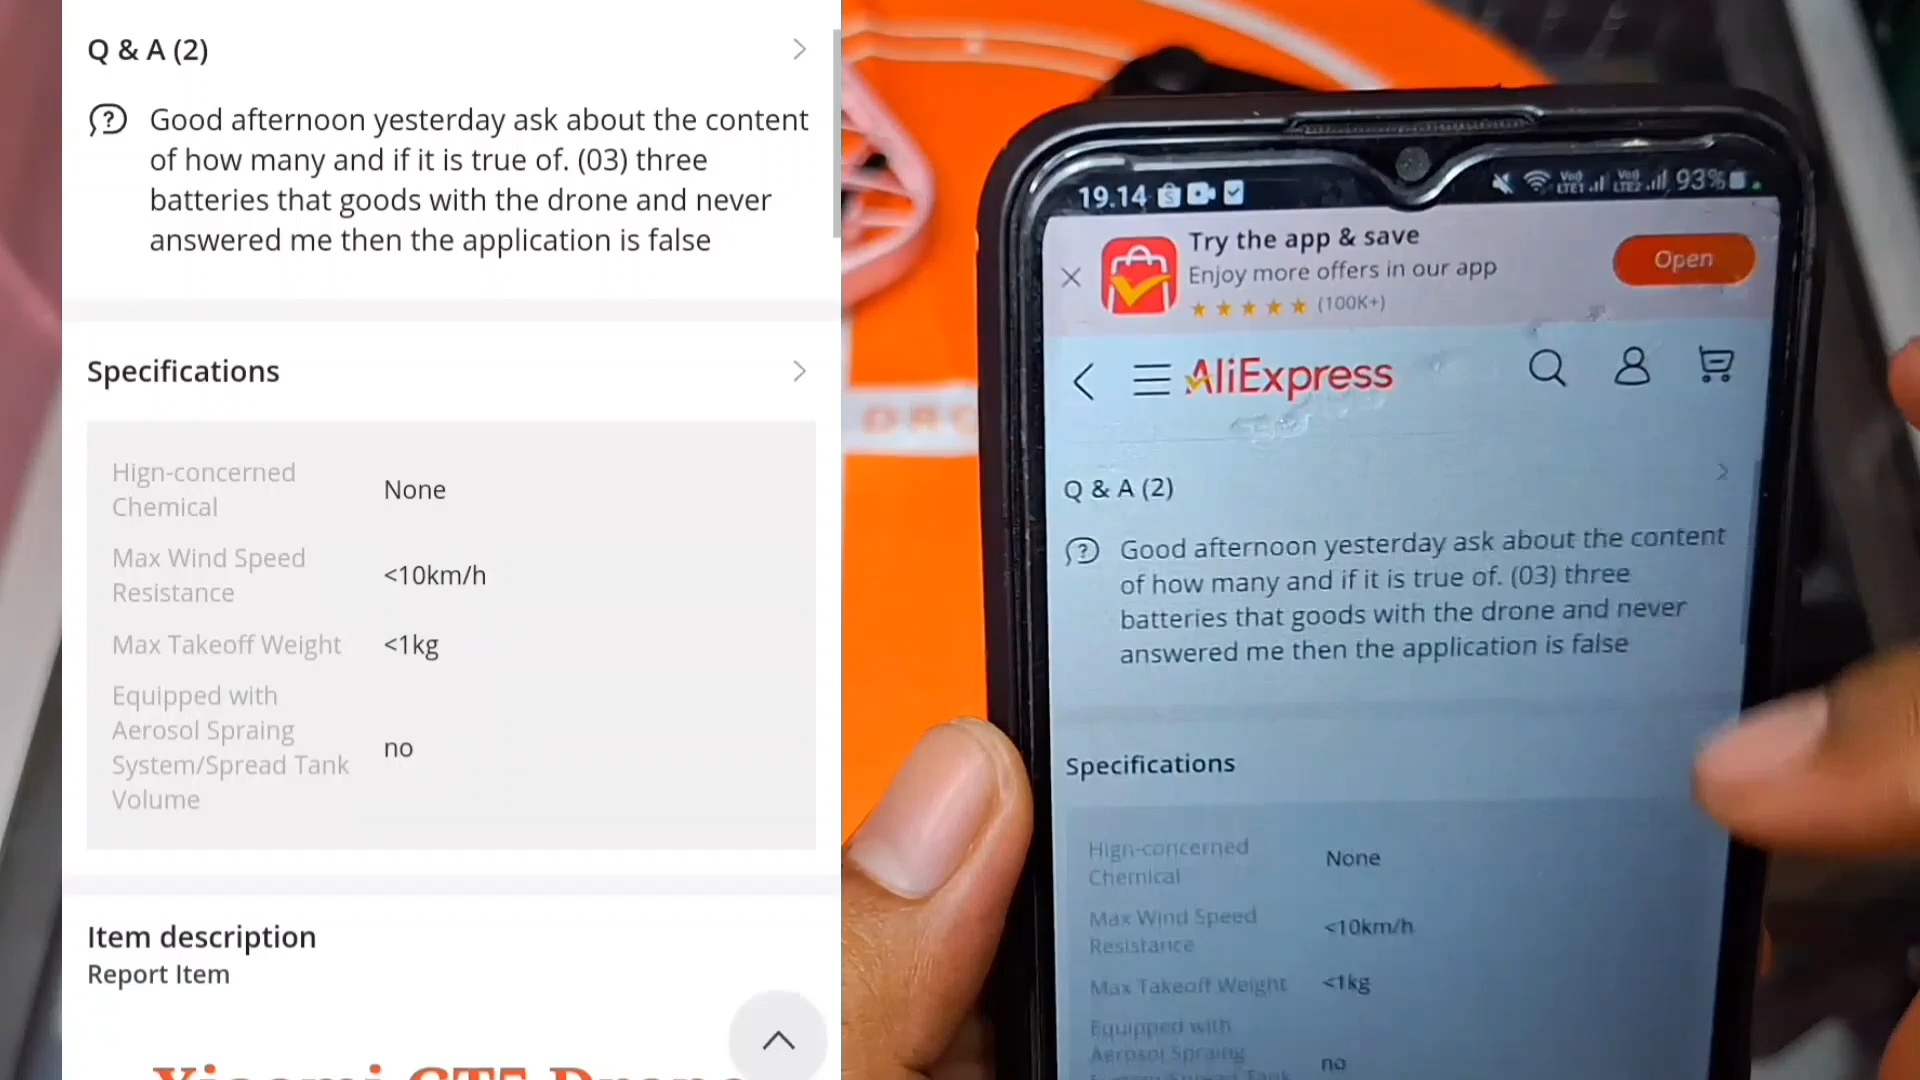 Q & A (2)
Good afternoon yesterday ask about the content
of how many and if it is true of. (03) three
batteries that goods with the drone and never
answered me then the application is false
Specifications
Hign-concerned
Chemical
None
Max Wind Speed
Resistance
<10km/h
Max Takeoff Weight
<1kg
Equipped with
Aerosol Spraing
System/Spread Tank
Volume
no
Item description
Report Item
Xiaomi GT5 Drone
19.14
93%
Try the app & save
Enjoy more offers in our app
(100K+)
Open
AliExpress
Q & A (2)
Good afternoon yesterday ask about the content
of how many and if it is true of. (03) three
batteries that goods with the drone and never
answered me then the application is false
Specifications
Hign-concerned
Chemical
None
Max Wind Speed
Resistance
<10km/h
Max Takeoff Weight
<1kg
Equipped with
Aerosol Spraing
no